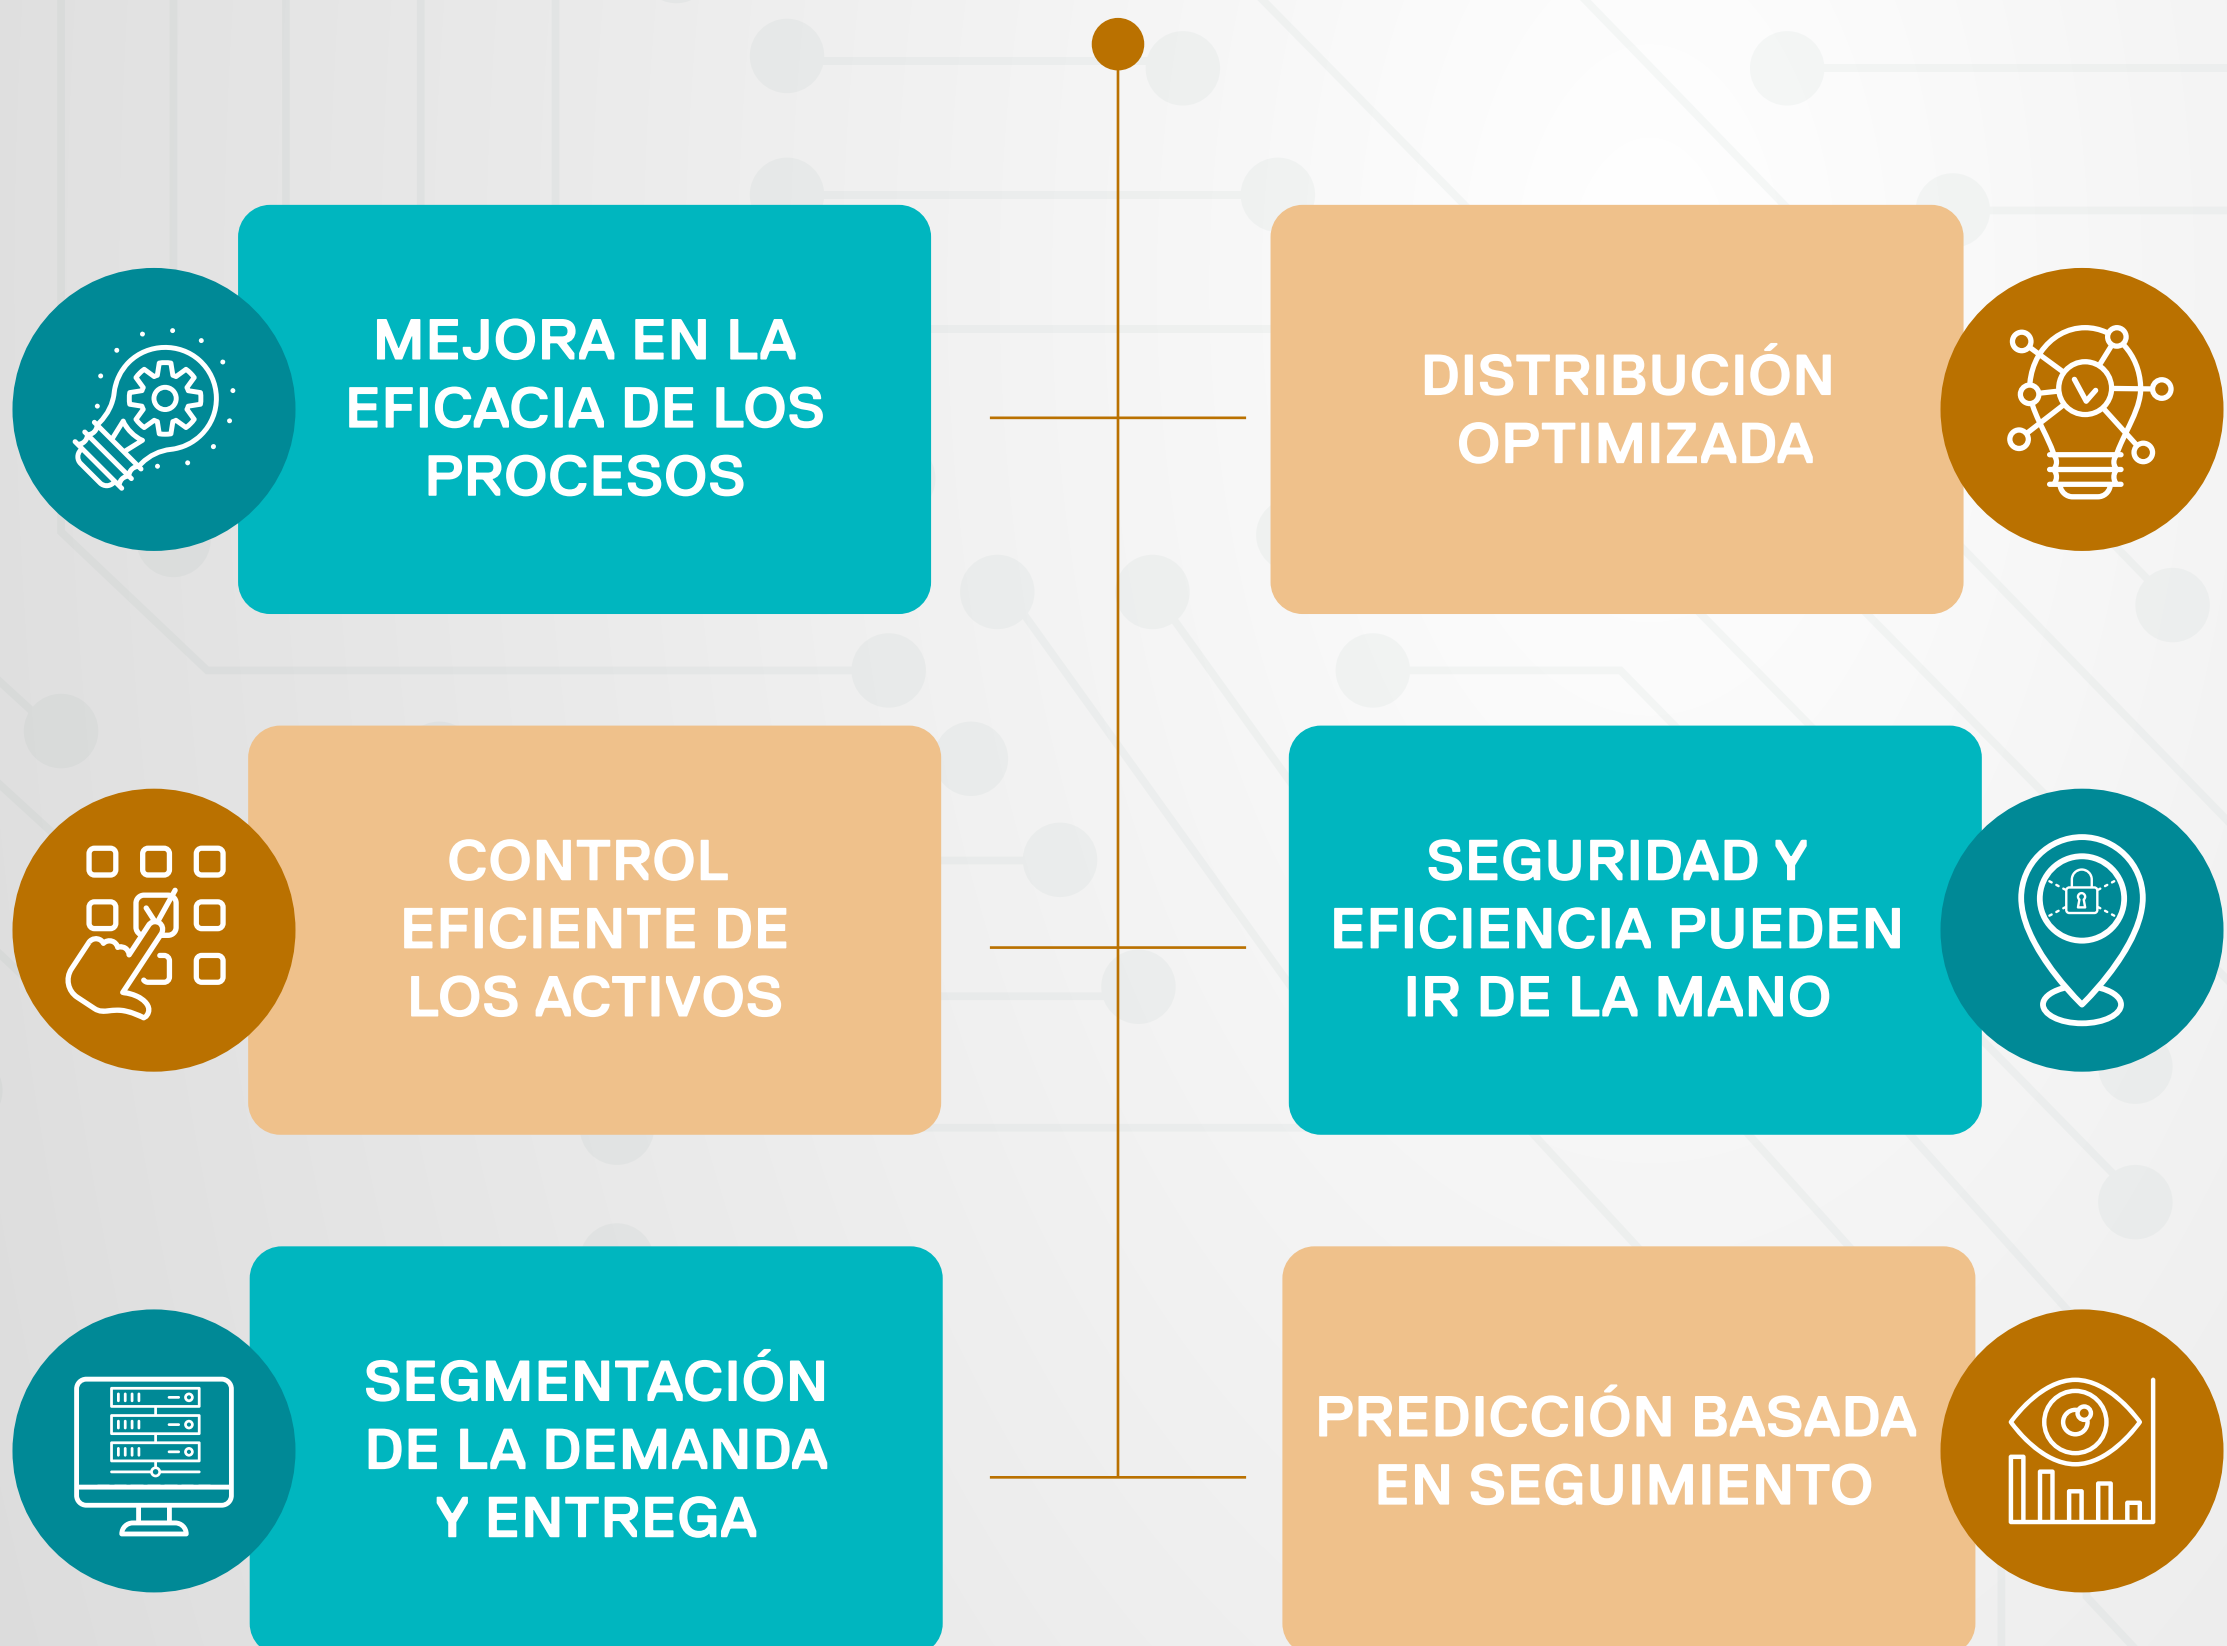 MEJORA EN LA
EFICACIA DE LOS
PROCESOS
DISTRIBUCIÓN
OPTIMIZADA
CONTROL
EFICIENTE DE
LOS ACTIVOS
SEGURIDAD Y
EFICIENCIA PUEDEN
IR DE LA MANO
SEGMENTACIÓN
DE LA DEMANDA
Y ENTREGA
PREDICCIÓN BASADA
EN SEGUIMIENTO